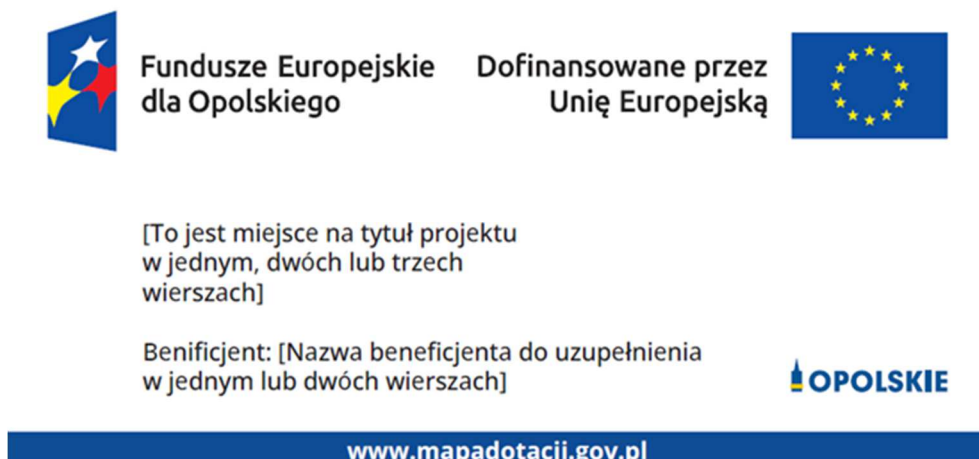 Fundusze Europejskie
dla Opolskiego
Dofinansowane przez
Unię Europejską
[To jest miejsce na tytuł projektu
w jednym, dwóch lub trzech
wierszach]
Benificjent: [Nazwa beneficjenta do uzupełnienia
w jednym lub dwóch wierszach]
OPOLSKIE
www.mapadotacji.gov.pl